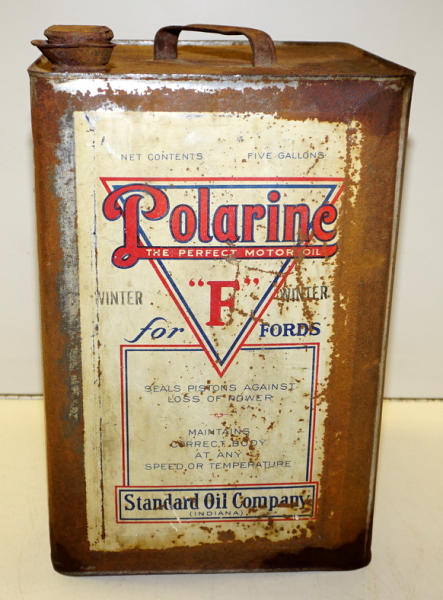 NET CONTENTS FIVE GALLONS
Polarine
THE PERFECT MOTOR OIL
WINTER "F" WINTER
for FORDS
SEALS PISTONS AGAINST
LOSS OF POWER
MAINTAINS
CORRECT BODY
AT ANY
SPEED OR TEMPERATURE
Standard Oil Company
(INDIANA)